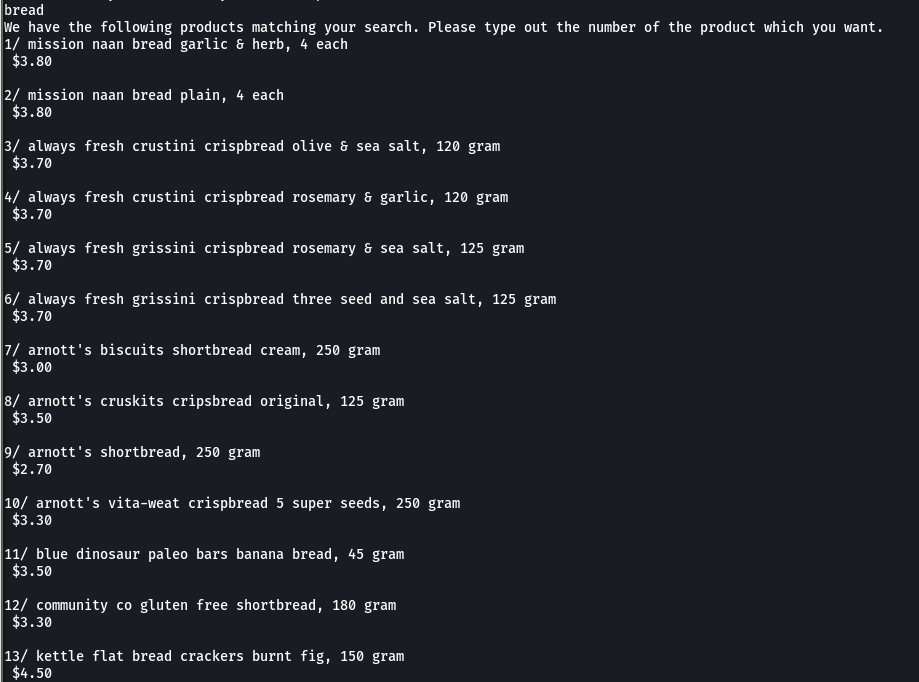 bread
We have the following products matching your search. Please type out the number of the product which you want.
1/ mission naan bread garlic & herb, 4 each
$3.80
2/ mission naan bread plain, 4 each
$3.80
3/ always fresh crustini crispbread olive & sea salt, 120 gram
$3.70
4/ always fresh crustini crispbread rosemary & garlic, 120 gram
$3.70
5/ always fresh grissini crispbread rosemary & sea salt, 125 gram
$3.70
6/ always fresh grissini crispbread three seed and sea salt, 125 gram
$3.70
7/ arnott's biscuits shortbread cream, 250 gram
$3.00
8/ arnott's cruskits cripsbread original, 125 gram
$3.50
9/ arnott's shortbread, 250 gram
$2.70
10/ arnott's vita-weat crispbread 5 super seeds, 250 gram
$3.30
11/ blue dinosaur paleo bars banana bread, 45 gram
$3.50
12/ community co gluten free shortbread, 180 gram
$3.30
13/ kettle flat bread crackers burnt fig, 150 gram
$4.50